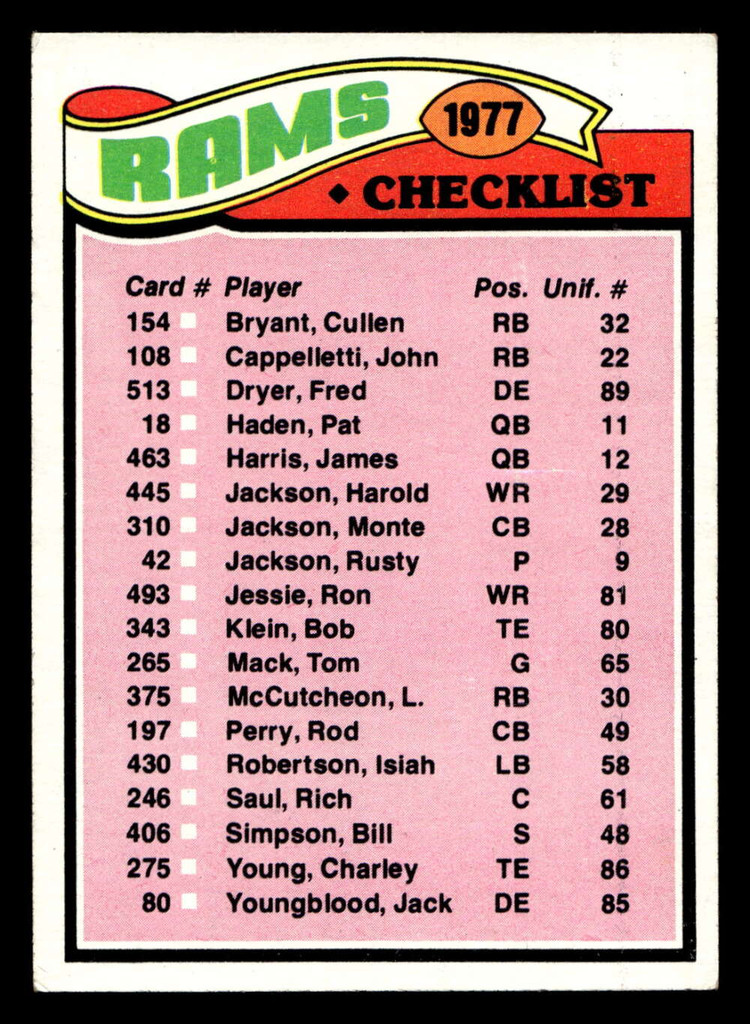 RAMS 1977
♦ CHECKLIST
Card # Player Pos. Unif. #
154 Bryant, Cullen RB 32
108 Cappelletti, John RB 22
513 Dryer, Fred DE 89
18 Haden, Pat QB 11
463 Harris, James QB 12
445 Jackson, Harold WR 29
310 Jackson, Monte CB 28
42 Jackson, Rusty P 9
493 Jessie, Ron WR 81
343 Klein, Bob TE 80
265 Mack, Tom G 65
375 McCutcheon, L. RB 30
197 Perry, Rod CB 49
430 Robertson, Isiah LB 58
246 Saul, Rich C 61
406 Simpson, Bill S 48
275 Young, Charley TE 86
80 Youngblood, Jack DE 85